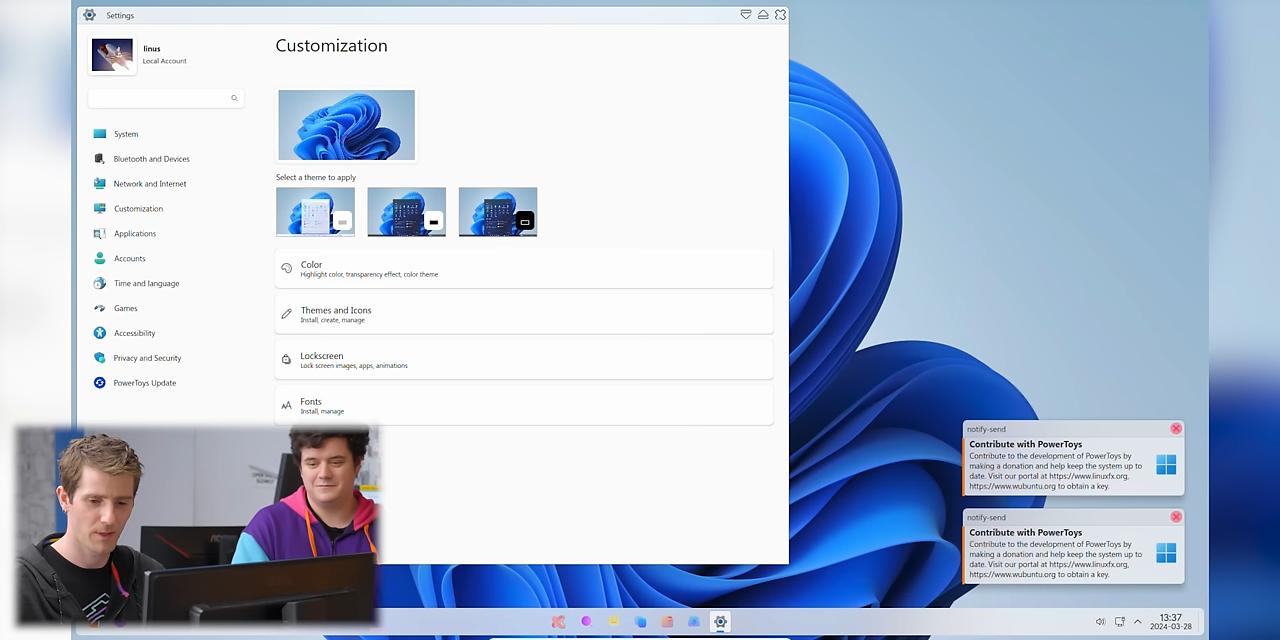 Settings
linus
Local Account
System
Bluetooth and Devices
Network and Internet
Customization
Applications
Accounts
Time and language
Games
Accessibility
Privacy and Security
PowerToys Update
Customization
Select a theme to apply
Color
Highlight color, transparency effect, color theme
Themes and Icons
Install, create, manage
Lockscreen
Lock screen images, apps, animations
Fonts
Install, manage
notify-send
Contribute with PowerToys
Contribute to the development of PowerToys by
making a donation and help keep the system up to
date. Visit our portal at https://www.linuxfx.org,
https://www.wubuntu.org to obtain a key.
notify-send
Contribute with PowerToys
Contribute to the development of PowerToys by
making a donation and help keep the system up to
date. Visit our portal at https://www.linuxfx.org,
https://www.wubuntu.org to obtain a key.
13:37
2024-03-28